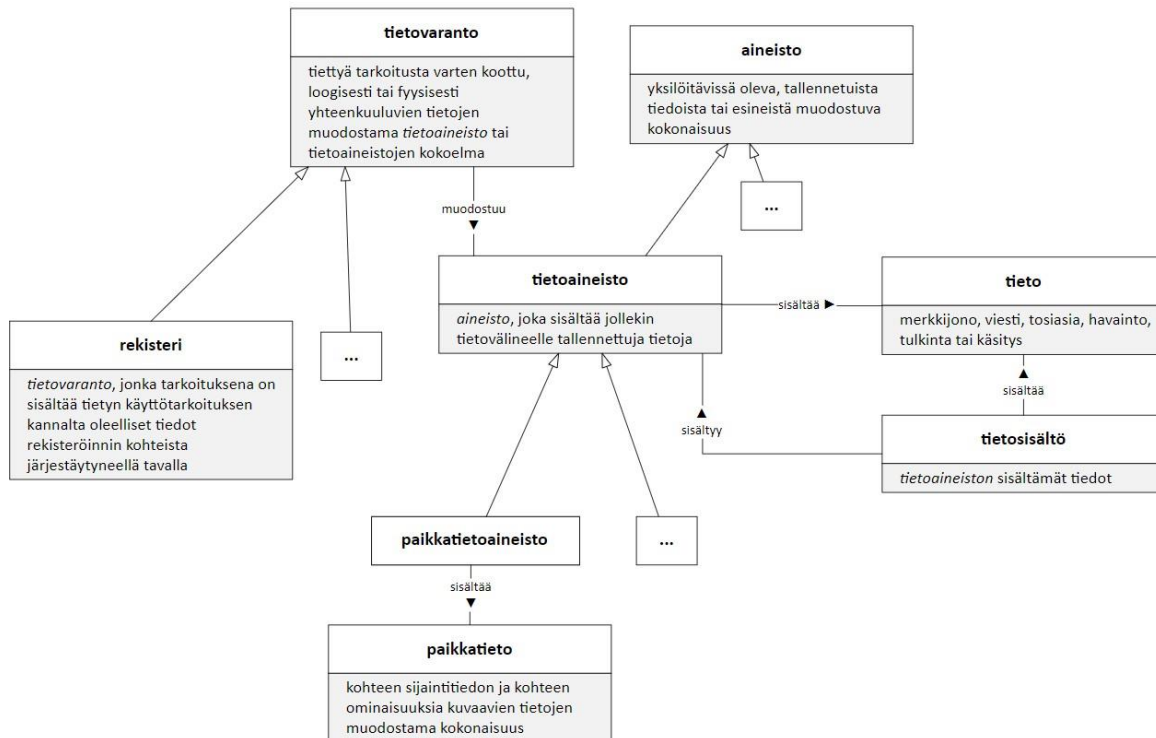 tietovaranto
tiettyä tarkoitusta varten koottu,
loogisesti tai fyysisesti
yhteenkuuluvien tietojen
muodostama tietoaineisto tai
tietoaineistojen kokoelma
aineisto
yksilöitävissä oleva, tallennetuista
tiedoista tai esineistä muodostuva
kokonaisuus
...
muodostuu
▼
tietoaineisto
aineisto, joka sisältää jollekin
tietovälineelle tallennettuja tietoja
sisältää ►
tieto
merkkijono, viesti, tosiasia, havainto,
tulkinta tai käsitys
rekisteri
tietovaranto, jonka tarkoituksena on
sisältää tietyn käyttötarkoituksen
kannalta oleelliset tiedot
rekisteröinnin kohteista
järjestäytyneellä tavalla
...
▲
sisältää
▲
sisältyy
tietosisältö
tietoaineiston sisältämät tiedot
paikkatietoaineisto
...
sisältää
▼
paikkatieto
kohteen sijaintitiedon ja kohteen
ominaisuuksia kuvaavien tietojen
muodostama kokonaisuus